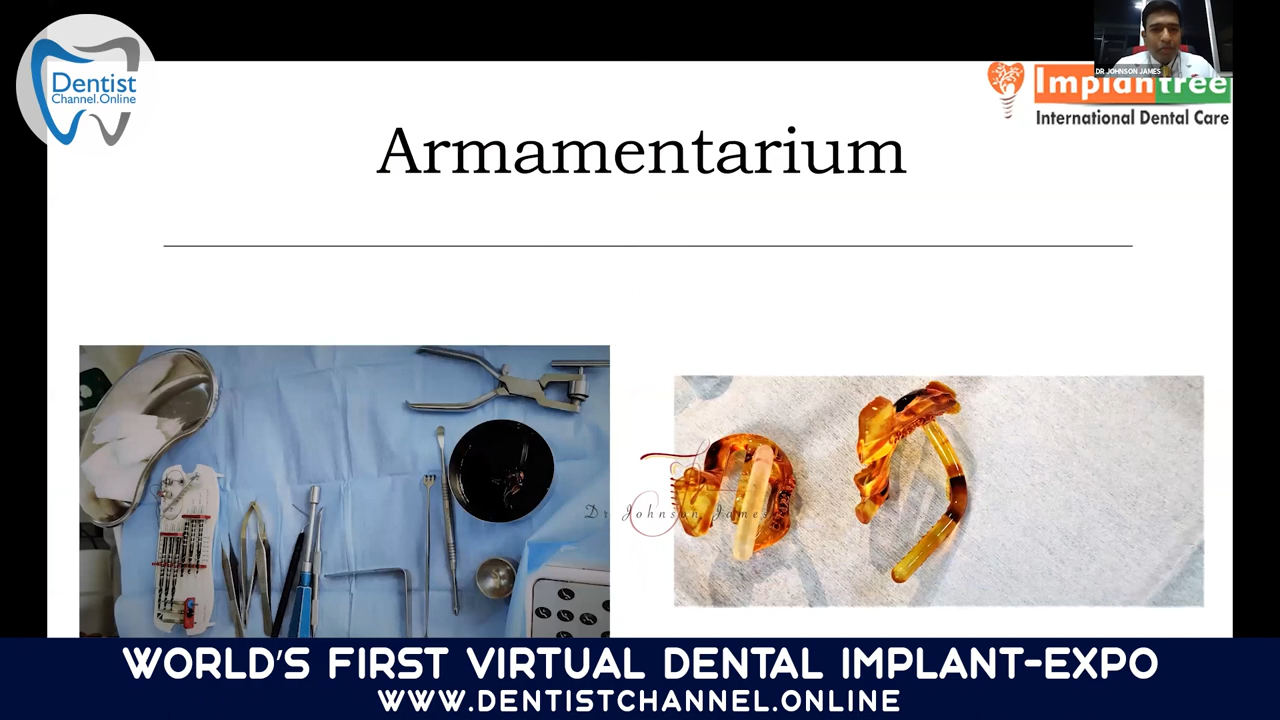 Dentist
Channel.Online
DR JOHNSON JAMES
Implantree
International Dental Care
Armamentarium
Dr Johnson James
WORLD'S FIRST VIRTUAL DENTAL IMPLANT-EXPO
WWW.DENTISTCHANNEL.ONLINE